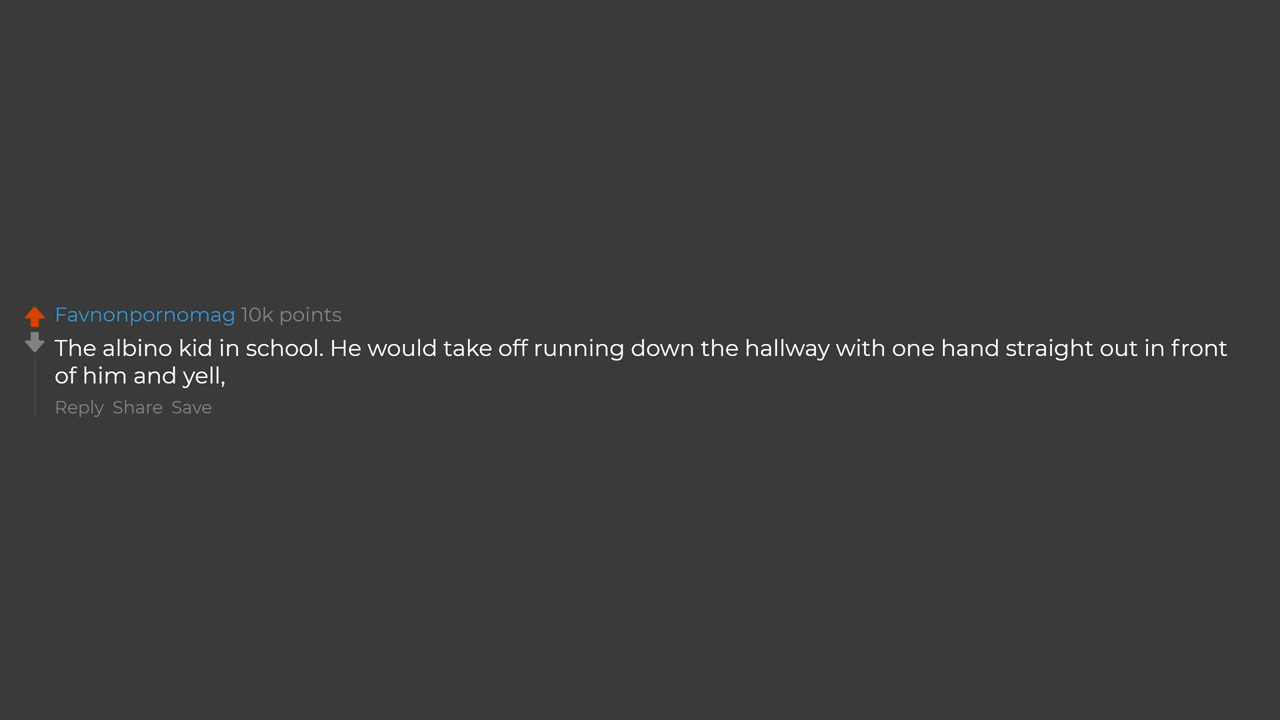 Favnonpornomag 10k points
The albino kid in school. He would take off running down the hallway with one hand straight out in front
of him and yell,
Reply Share Save